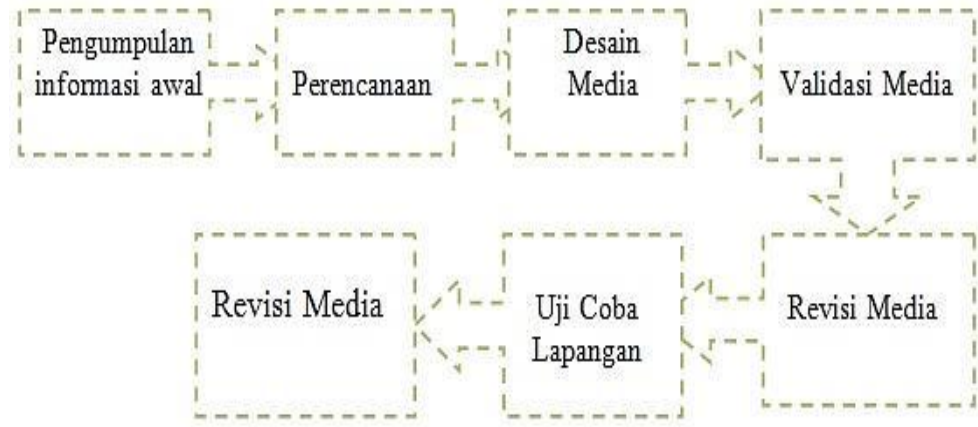 Pengumpulan
informasi awal
Perencanaan
Desain
Media
Validasi Media
Revisi Media
Uji Coba
Lapangan
Revisi Media